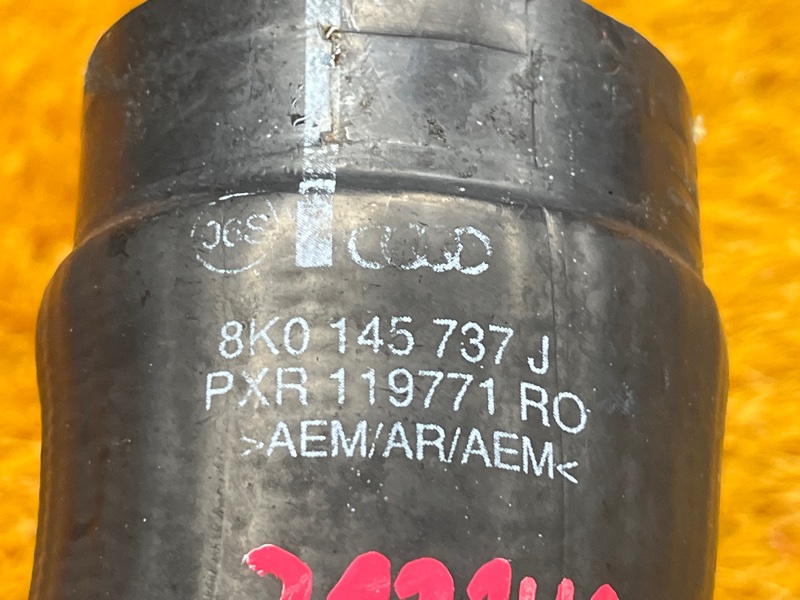 8K0 145 737 J
PXR 119771 RO
>AEM/AR/AEM<